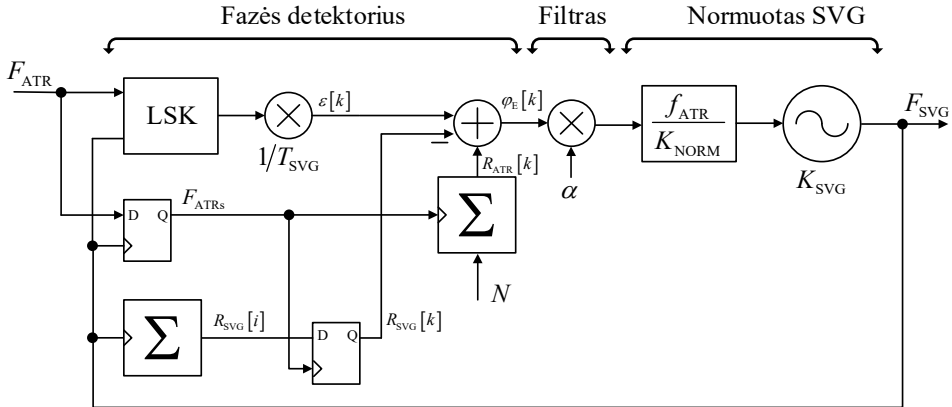 Fazės detektorius
Filtras
Normuotas SVG
F_ATR
LSK
1/T_SVG
ε[k]
φ_E[k]
α
f_ATR
K_NORM
K_SVG
F_SVG
R_ATR[k]
Σ
N
D Q
F_ATRs
Σ
R_SVG[i]
D Q
R_SVG[k]